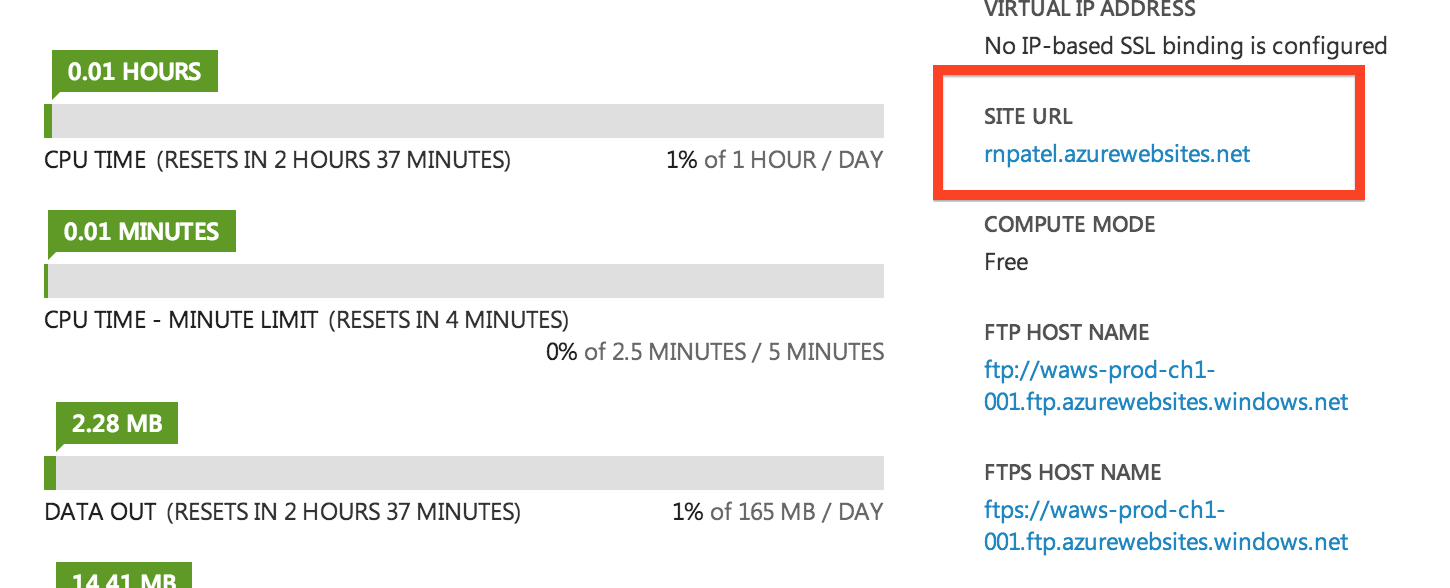 0.01 HOURS
CPU TIME (RESETS IN 2 HOURS 37 MINUTES) 1% of 1 HOUR / DAY
0.01 MINUTES
CPU TIME - MINUTE LIMIT (RESETS IN 4 MINUTES)
0% of 2.5 MINUTES / 5 MINUTES
2.28 MB
DATA OUT (RESETS IN 2 HOURS 37 MINUTES) 1% of 165 MB / DAY
14.41 MB
VIRTUAL IP ADDRESS
No IP-based SSL binding is configured
SITE URL
rnpatel.azurewebsites.net
COMPUTE MODE
Free
FTP HOST NAME
ftp://waws-prod-ch1-
001.ftp.azurewebsites.windows.net
FTPS HOST NAME
ftps://waws-prod-ch1-
001.ftp.azurewebsites.windows.net